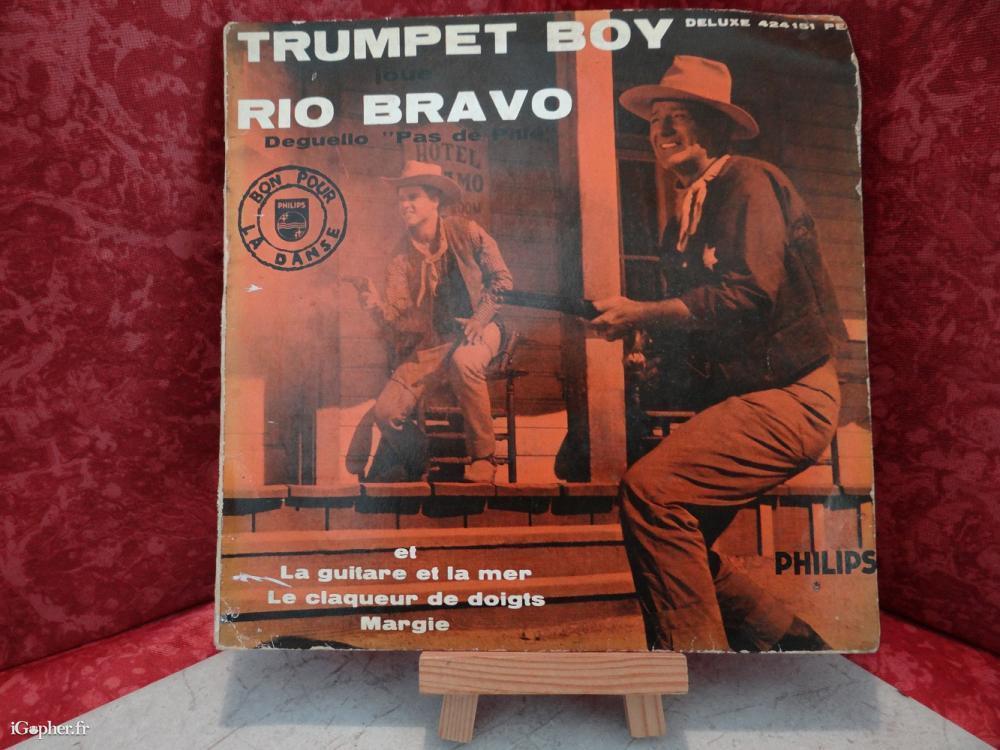 TRUMPET BOY
DELUXE 424151 PE
joue
RIO BRAVO
Deguello "Pas de Pitié"
HOTEL
AMO
BON POUR
PHILIPS
LA DANSE
et
La guitare et la mer
Le claqueur de doigts
Margie
PHILIPS
iGopher.fr